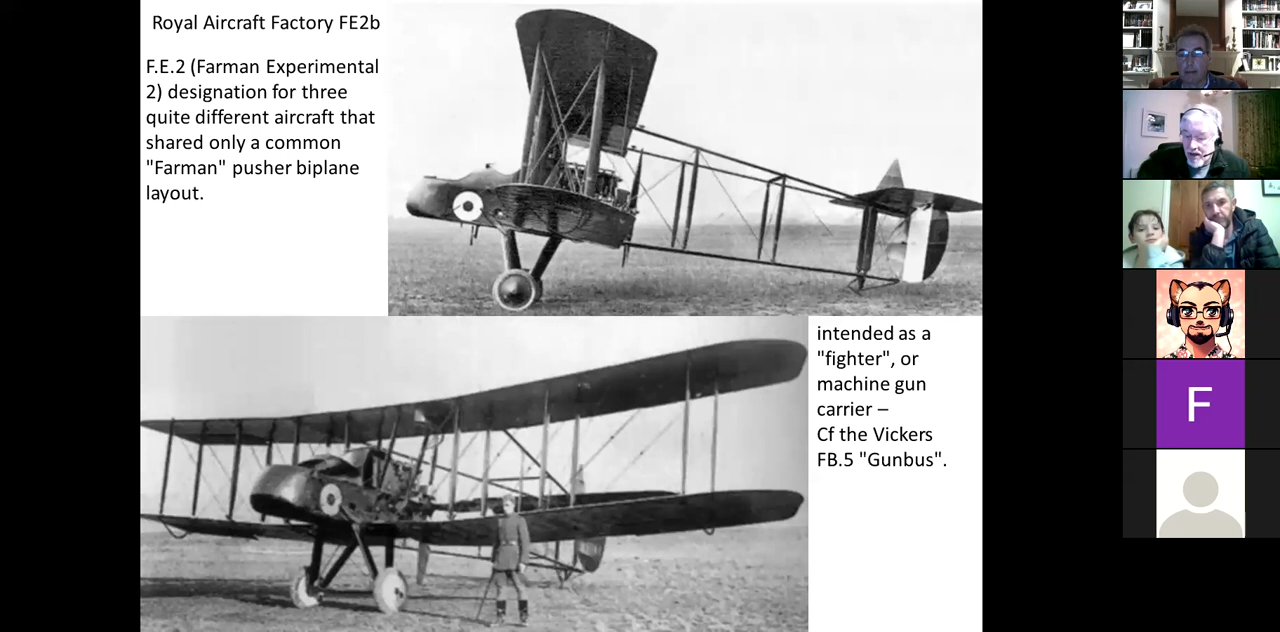 Royal Aircraft Factory FE2b
F.E.2 (Farman Experimental
2) designation for three
quite different aircraft that
shared only a common
"Farman" pusher biplane
layout.
intended as a
"fighter", or
machine gun
carrier –
Cf the Vickers
FB.5 "Gunbus".
F